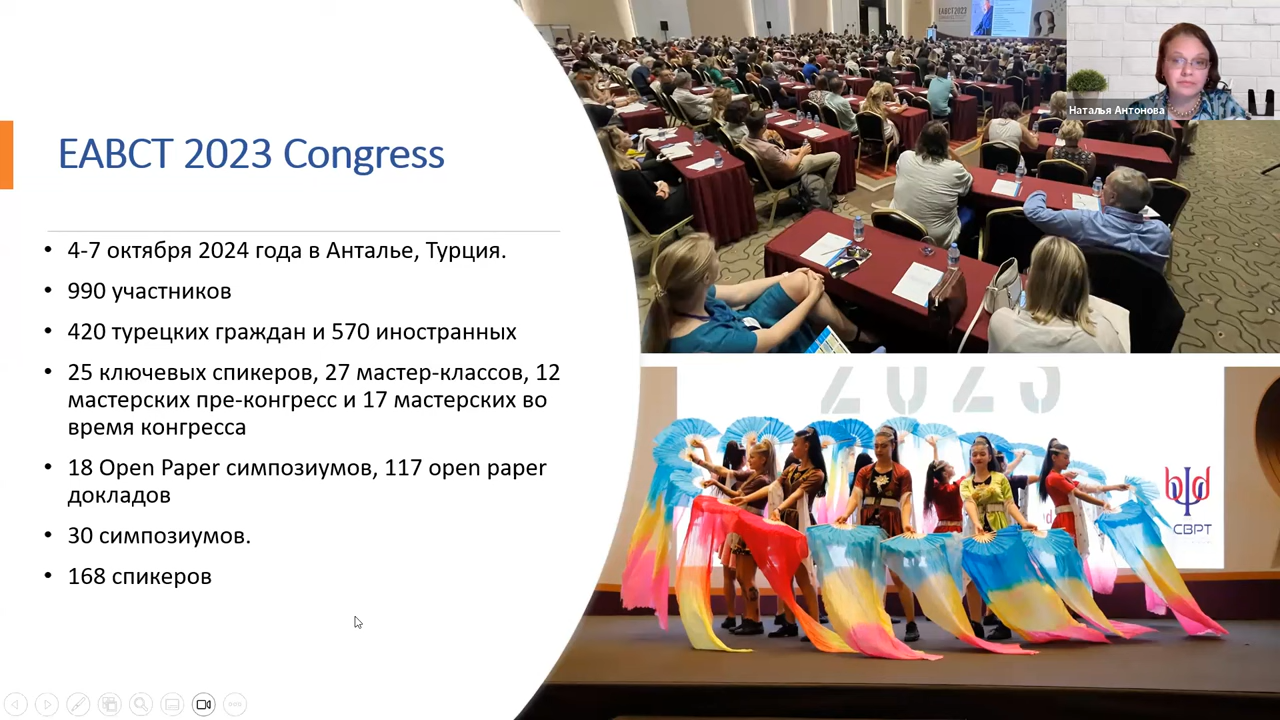 EABCT 2023 Congress
• 4-7 октября 2024 года в Анталье, Турция.
• 990 участников
• 420 турецких граждан и 570 иностранных
• 25 ключевых спикеров, 27 мастер-классов, 12
мастерских пре-конгресс и 17 мастерских во
время конгресса
• 18 Open Paper симпозиумов, 117 open paper
докладов
• 30 симпозиумов.
• 168 спикеров
EABCT2023
Наталья Антонова
2023
CBPT